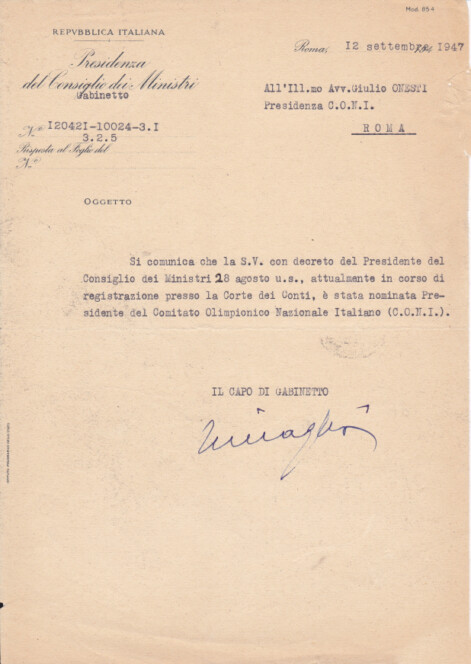 Mod. 854
REPVBBLICA ITALIANA
Presidenza
del Consiglio dei Ministri
Gabinetto
Roma, 12 settembre 1947
All'Ill.mo Avv.Giulio ONESTI
Presidenza C.O.N.I.
ROMA
N.° I2042I-10024-3.I
3.2.5
Risposta al Foglio del
N.°
OGGETTO
Si comunica che la S.V. con decreto del Presidente del
Consiglio dei Ministri 28 agosto u.s., attualmente in corso di
registrazione presso la Corte dei Conti, è stata nominata Pre-
sidente del Comitato Olimpionico Nazionale Italiano (C.O.N.I.).
IL CAPO DI GABINETTO